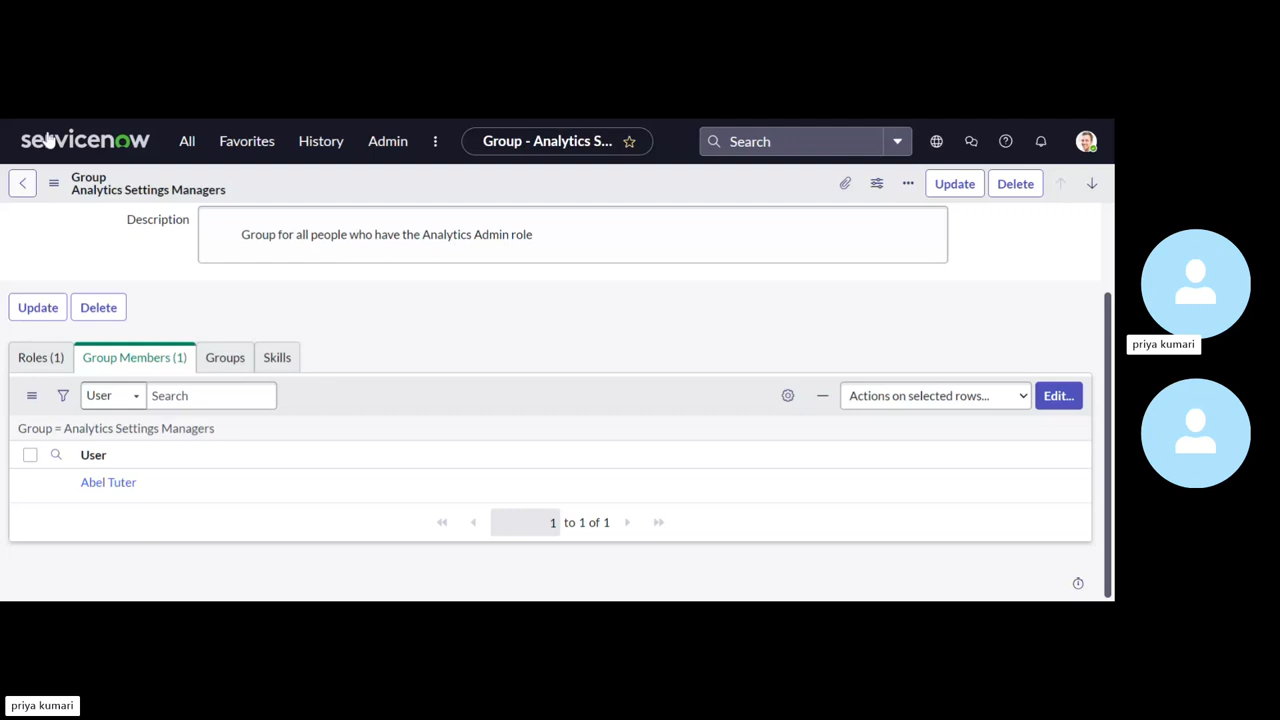 servicenow All Favorites History Admin Group - Analytics S... Search
Group
Analytics Settings Managers
Update Delete
Description Group for all people who have the Analytics Admin role
Update Delete
Roles (1) Group Members (1) Groups Skills
User Search Actions on selected rows... Edit...
Group = Analytics Settings Managers
User
Abel Tuter
1 to 1 of 1
priya kumari
priya kumari